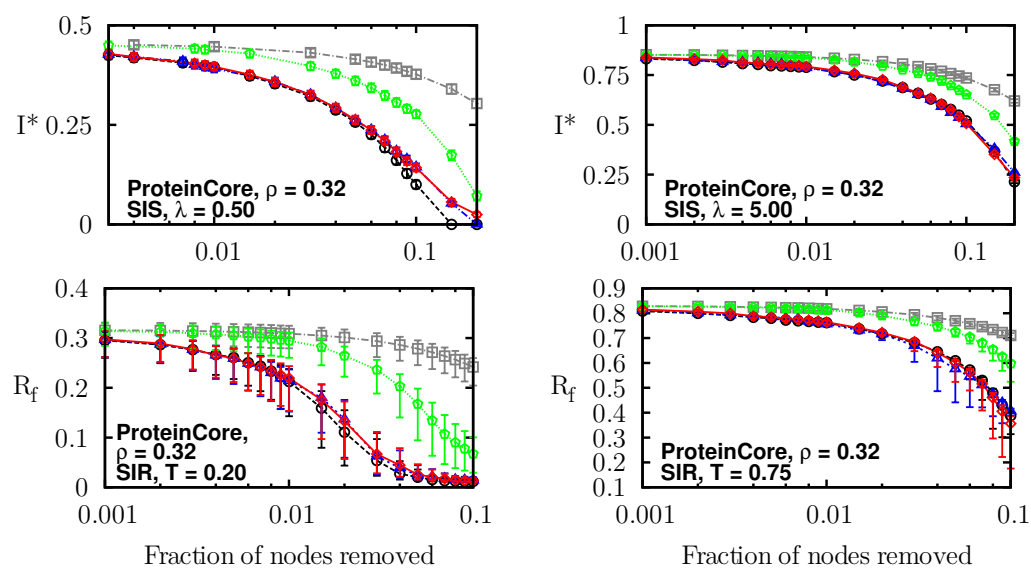 0.5
I* 0.25
0
ProteinCore, ρ = 0.32
SIS, λ = 0.50
0.01 0.1
1
0.75
I* 0.5
0.25
0
ProteinCore, ρ = 0.32
SIS, λ = 5.00
0.001 0.01 0.1
0.4
0.3
R_f 0.2
0.1
0
ProteinCore,
ρ = 0.32
SIR, T = 0.20
0.001 0.01 0.1
Fraction of nodes removed
0.9
0.8
0.7
0.6
R_f 0.5
0.4
0.3
0.2
0.1
ProteinCore, ρ = 0.32
SIR, T = 0.75
0.001 0.01 0.1
Fraction of nodes removed